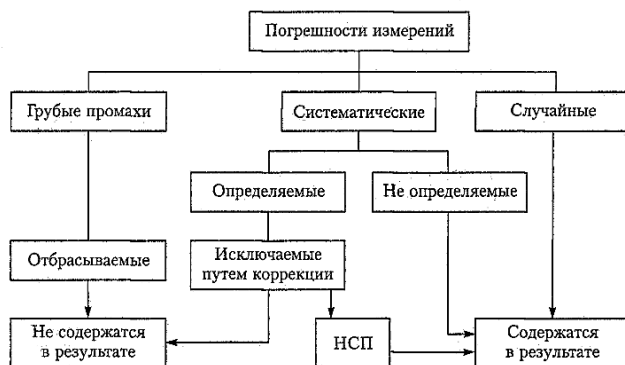 Погрешности измерений
Грубые промахи
Систематические
Случайные
Определяемые
Не определяемые
Отбрасываемые
Исключаемые
путем коррекции
Не содержатся
в результате
НСП
Содержатся
в результате